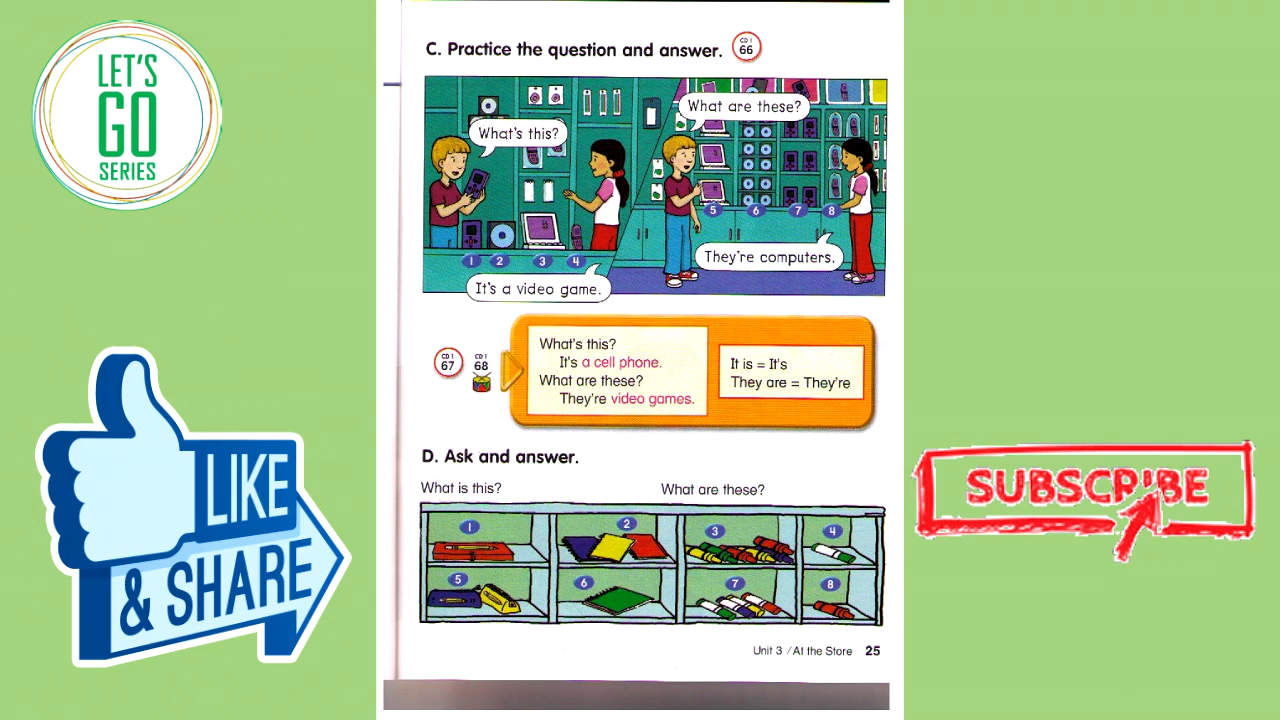 LET'S
GO
SERIES
C. Practice the question and answer.
CD 1
66
What's this?
What are these?
5 6 7 8
They're computers.
1 2 3 4
It's a video game.
CD 1
67
CD 1
68
What's this?
It's a cell phone.
What are these?
They're video games.
It is = It's
They are = They're
D. Ask and answer.
What is this?
What are these?
1 2 3 4
5 6 7 8
Unit 3 / At the Store 25
LIKE
& SHARE
SUBSCRIBE